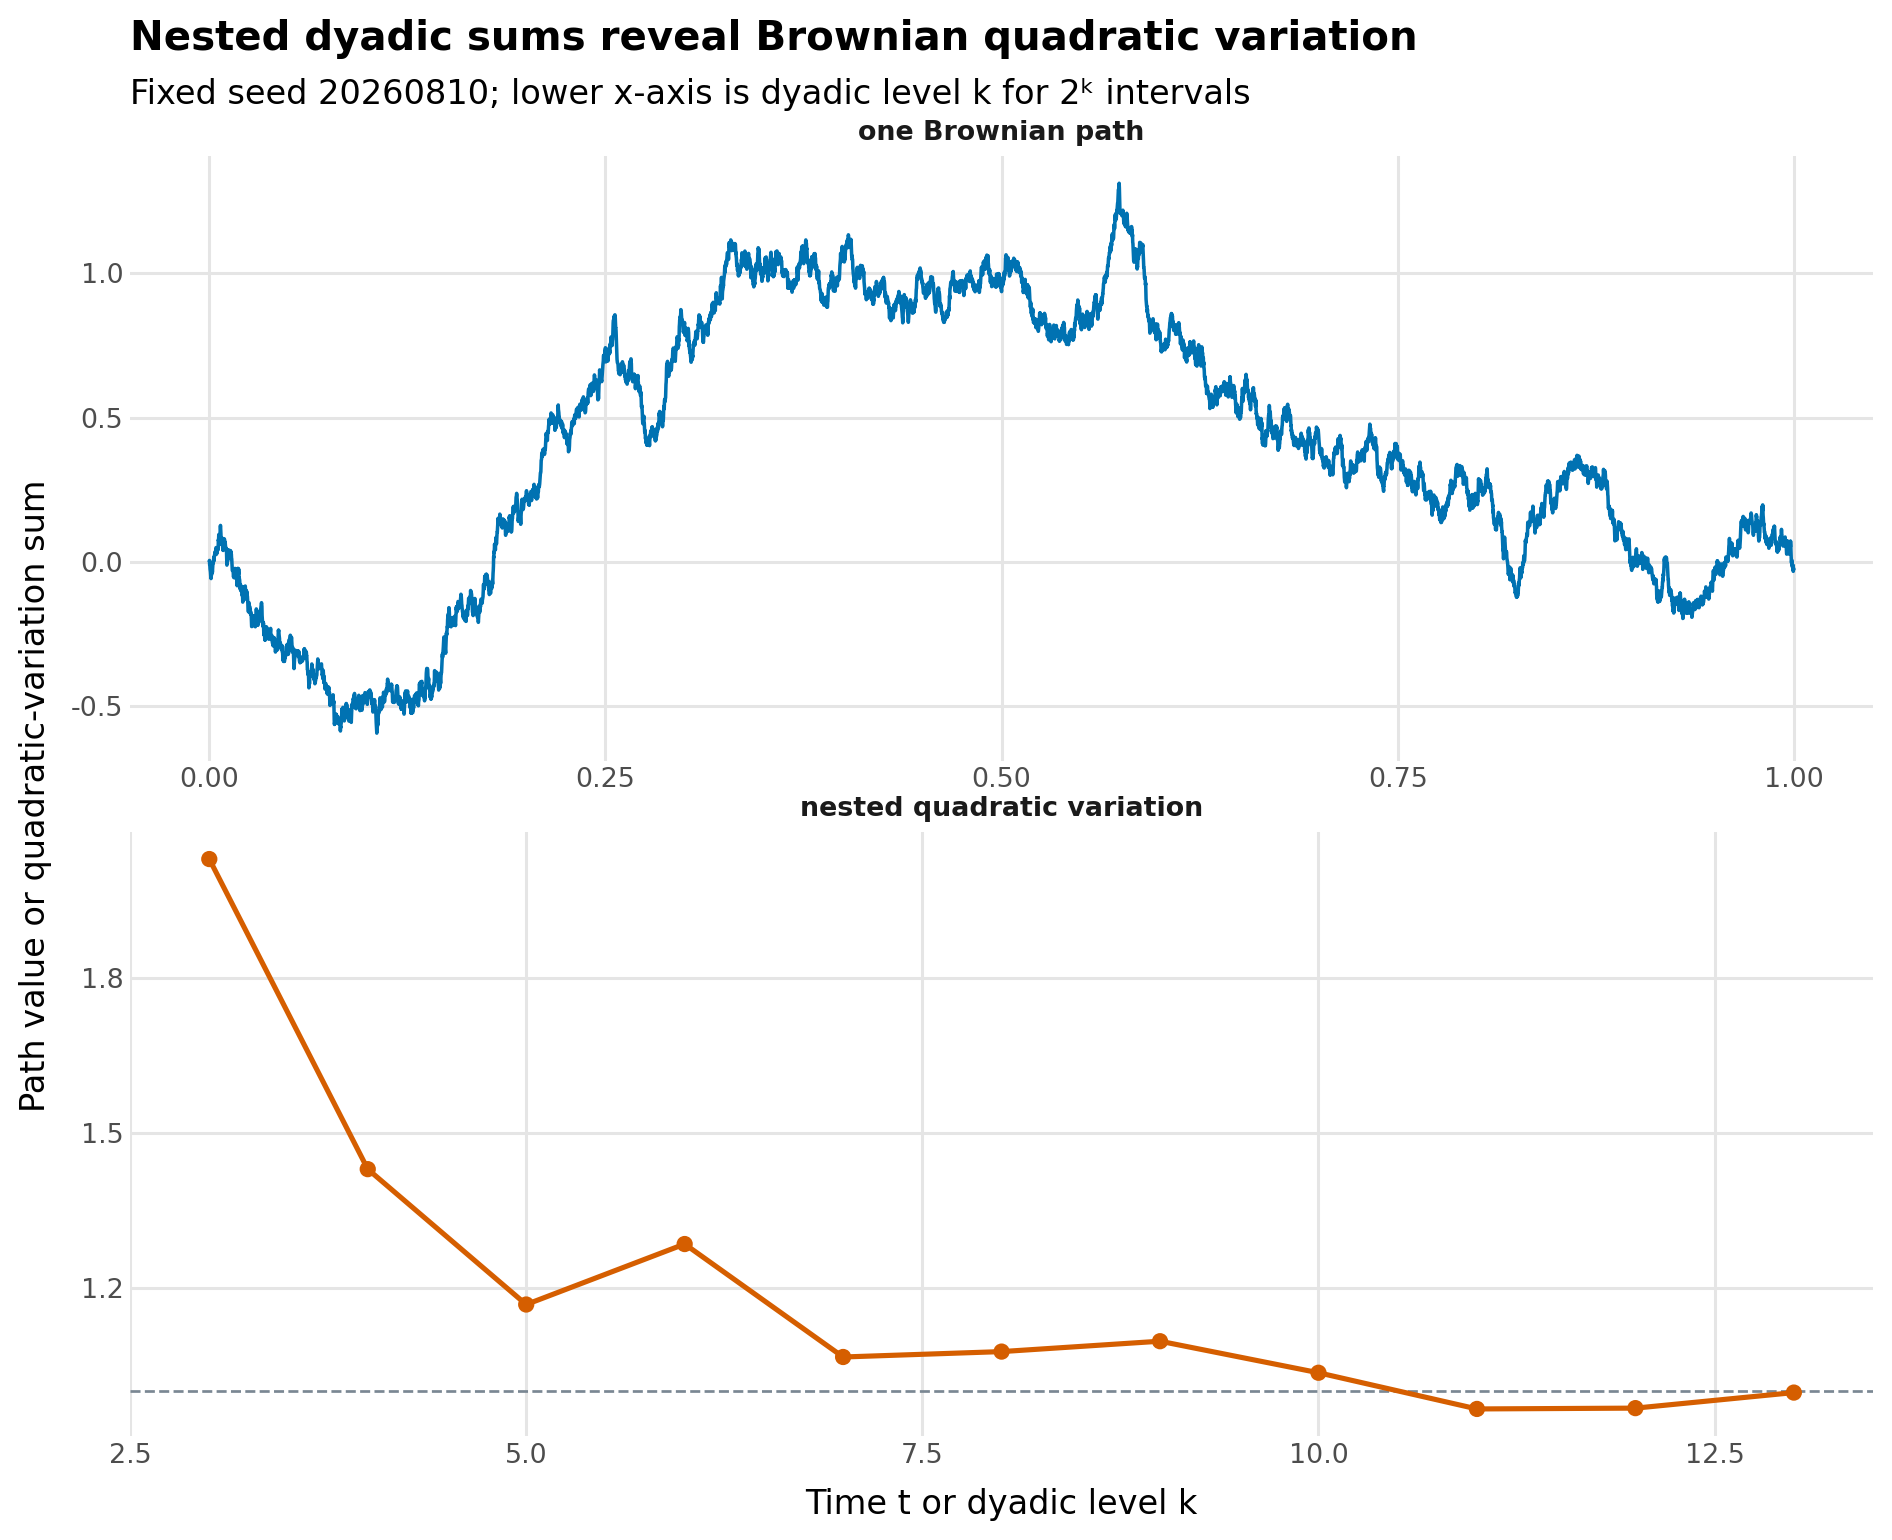 Nested dyadic sums reveal Brownian quadratic variation
Fixed seed 20260810; lower x-axis is dyadic level k for 2ᵏ intervals
one Brownian path
1.0
0.5
0.0
-0.5
0.00 0.25 0.50 0.75 1.00
nested quadratic variation
1.8
1.5
1.2
2.5 5.0 7.5 10.0 12.5
Time t or dyadic level k
Path value or quadratic-variation sum